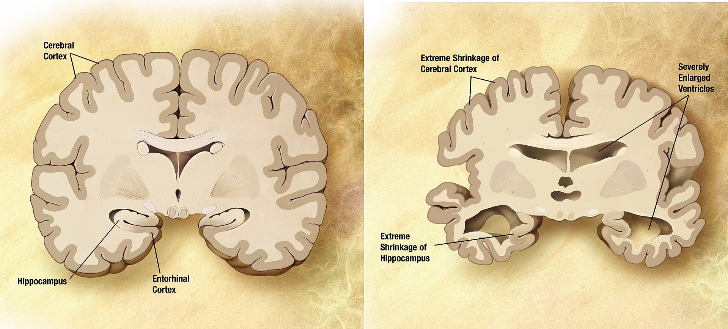 Cerebral
Cortex
Hippocampus
Entorhinal
Cortex
Extreme Shrinkage of
Cerebral Cortex
Severely
Enlarged
Ventricles
Extreme
Shrinkage of
Hippocampus